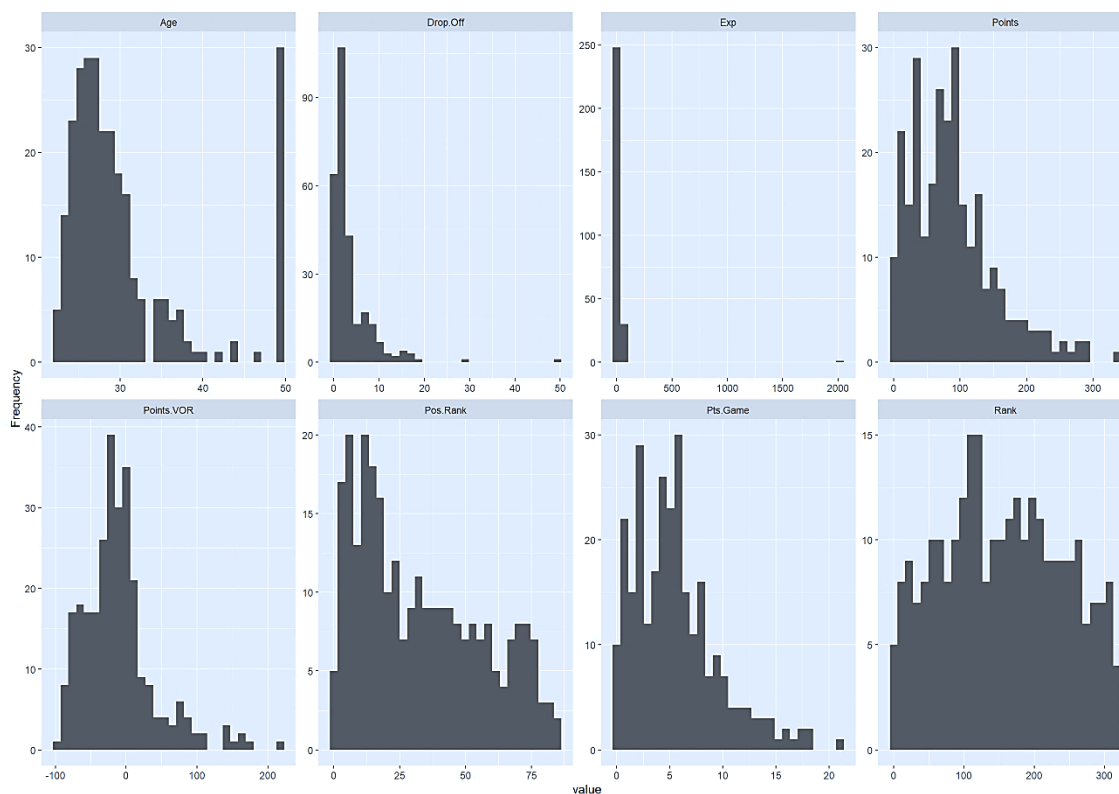 Age Drop.Off Exp Points
30 20 10 0
90 60 30 0
250 200 150 100 50 0
30 20 10 0
30 40 50
0 10 20 30 40 50
0 500 1000 1500 2000
0 100 200 300
Frequency
Points.VOR Pos.Rank Pts.Game Rank
40 30 20 10 0
20 15 10 5 0
30 20 10 0
15 10 5 0
-100 0 100 200
0 25 50 75
0 5 10 15 20
0 100 200 300
value